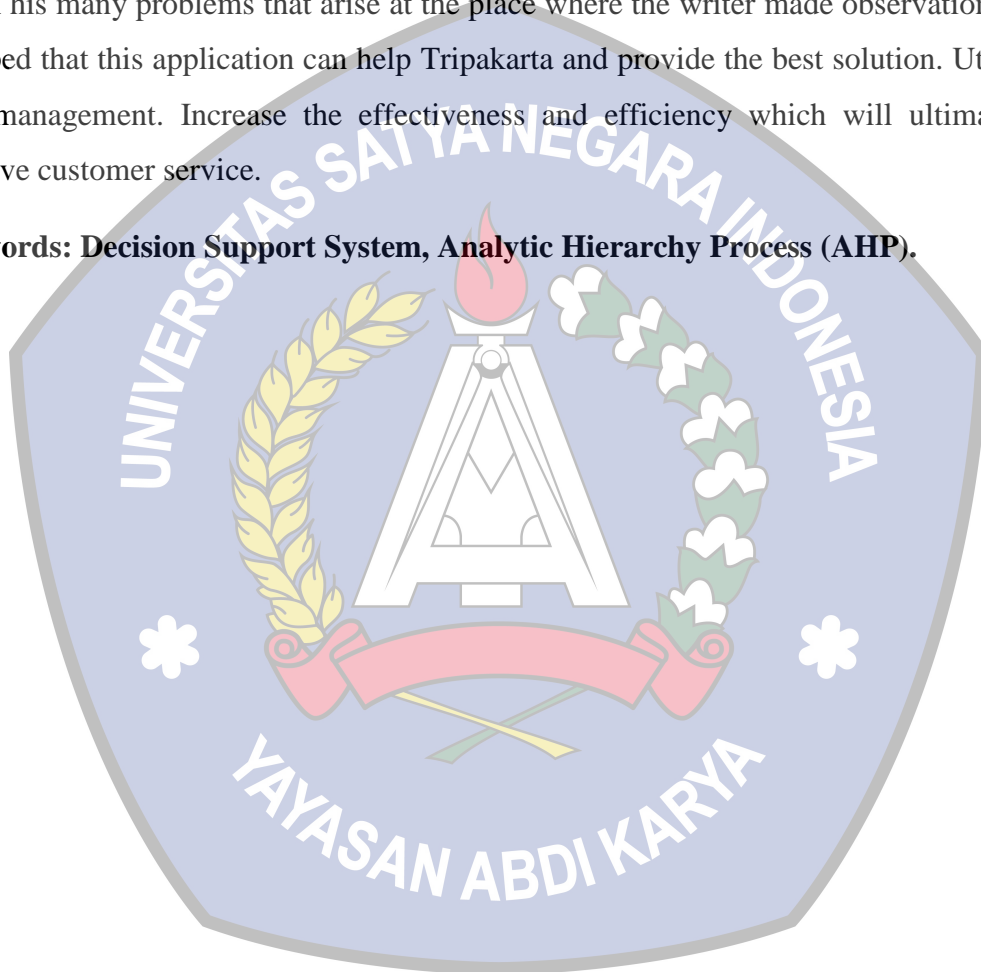 This many problems that arise at the place where the writer made observation
ed that this application can help Tripakarta and provide the best solution. Ut
management. Increase the effectiveness and efficiency which will ultima
ve customer service.
ords: Decision Support System, Analytic Hierarchy Process (AHP).
UNIVERSITAS SATYA NEGARA INDONESIA
YAYASAN ABDI KARYA